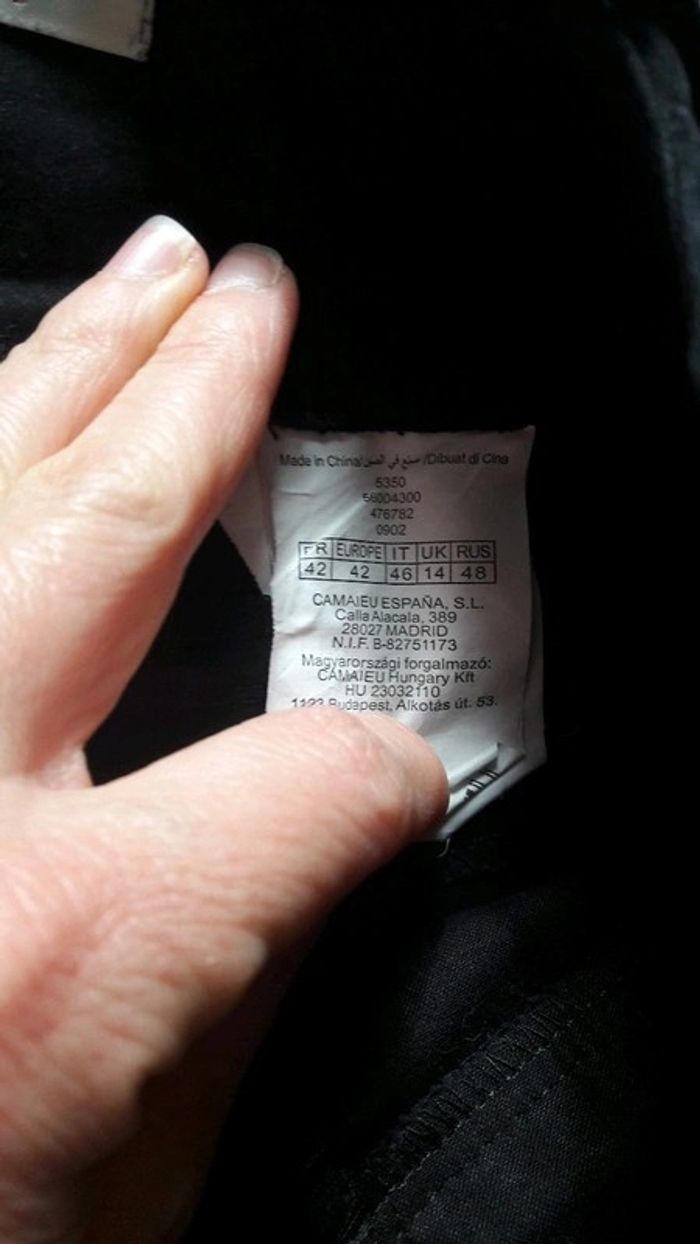 Made in China/صنع في الصين/Dibuat di Cina
5350
56004300
476782
0902
FR EUROPE IT UK RUS
42 42 46 14 48
CAMAIEU ESPAÑA, S.L.
Calla Alacala, 389
28027 MADRID
N.I.F. B-82751173
Magyarországi forgalmazó:
CAMAIEU Hungary Kft
HU 23032110
1123 Budapest, Alkotás út. 53.